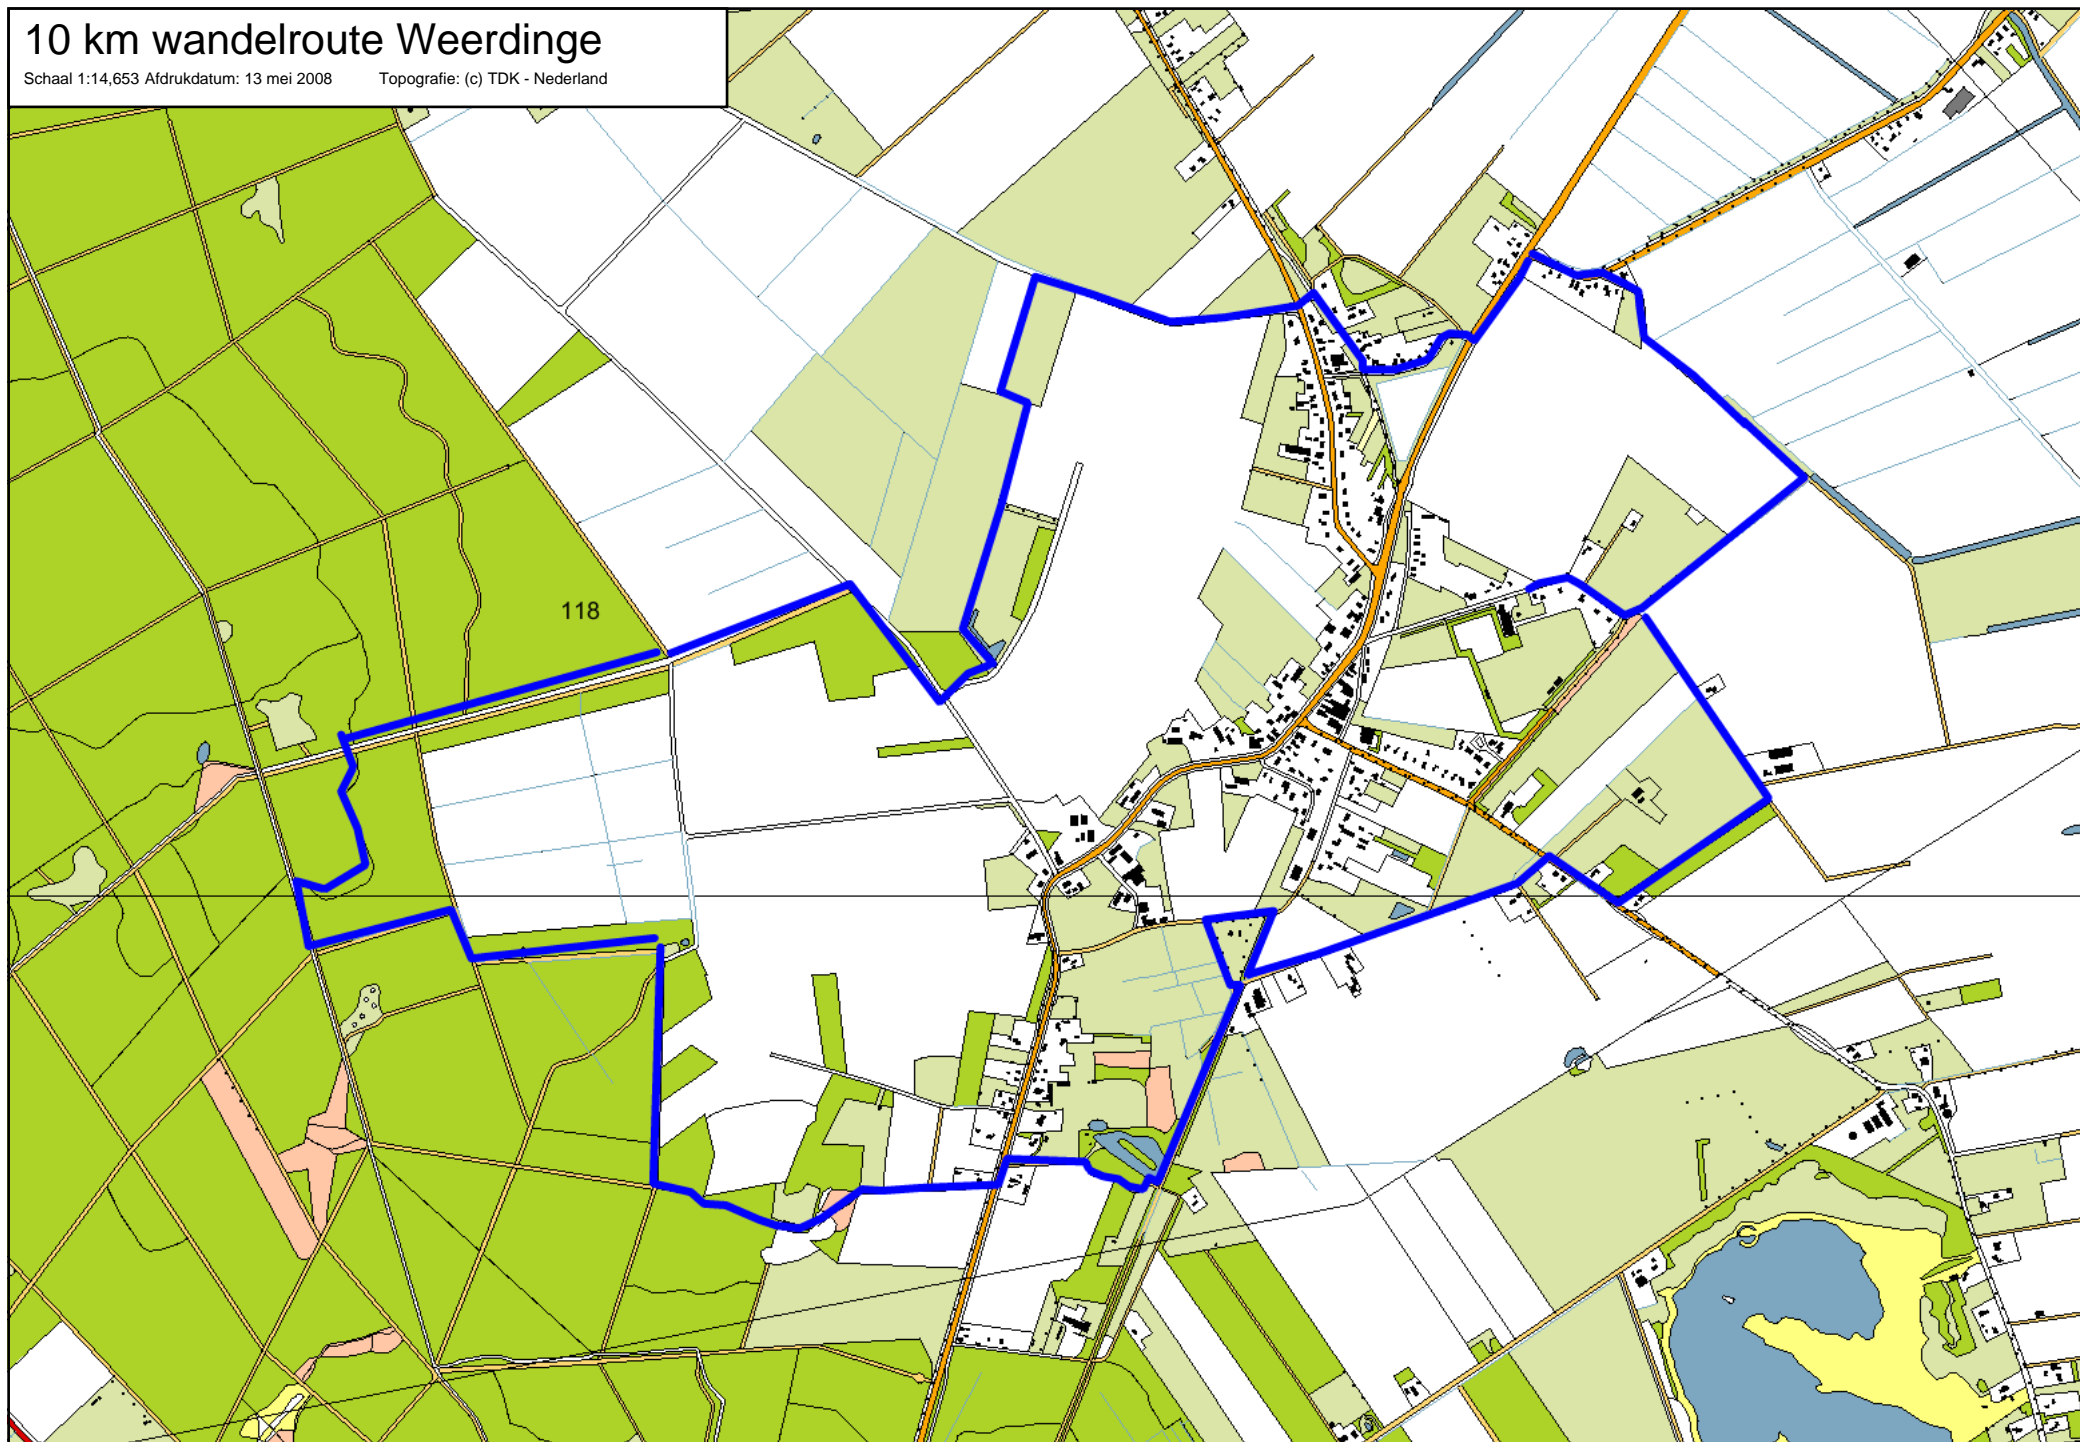 10 km wandelroute Weerdinge
Schaal 1:14,653 Afdrukdatum: 13 mei 2008 Topografie: (c) TDK - Nederland
118